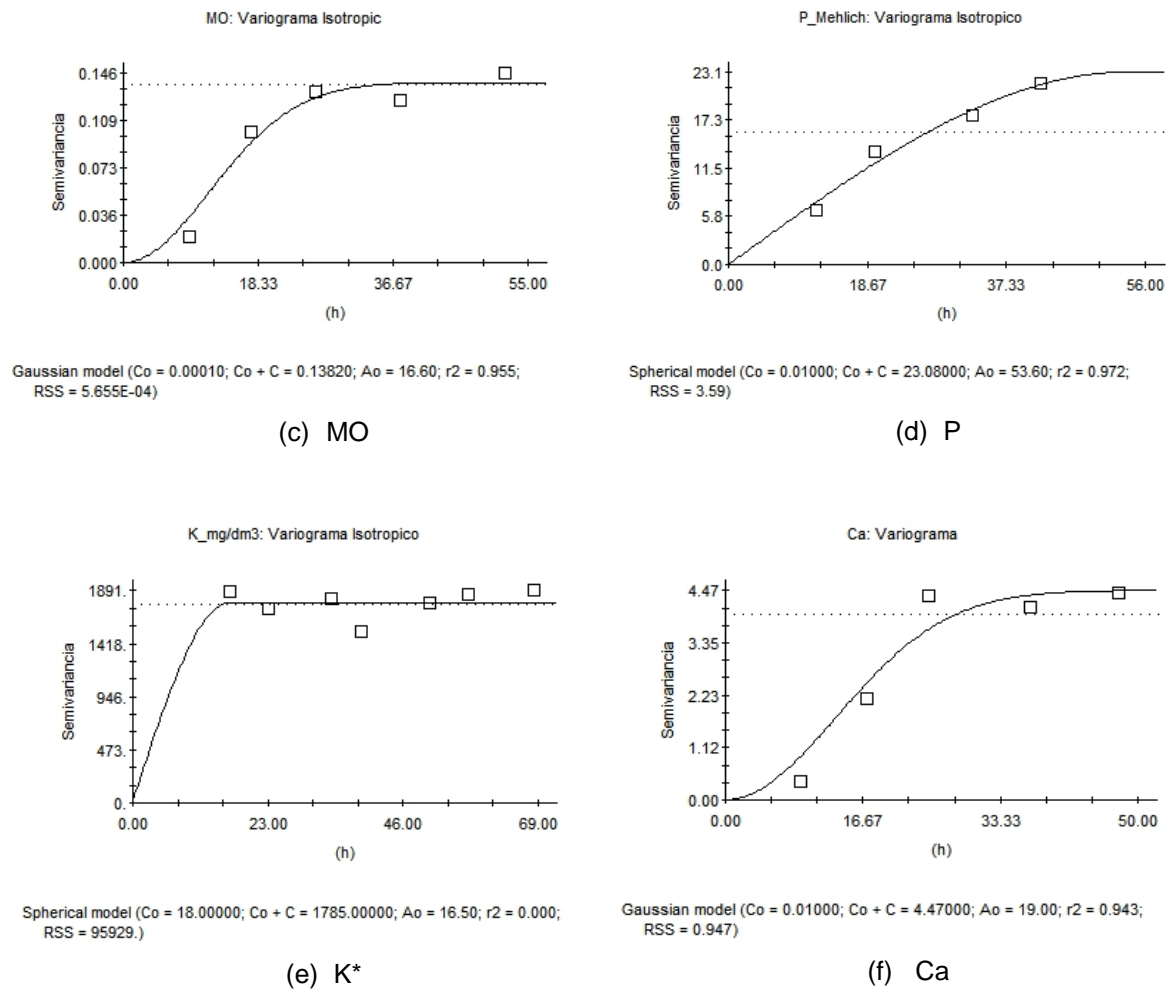 MO: Variograma Isotropic
0.146
0.109
0.073
0.036
0.000
Semivariancia
0.00 18.33 36.67 55.00
(h)
Gaussian model (Co = 0.00010; Co + C = 0.13820; Ao = 16.60; r2 = 0.955;
RSS = 5.655E-04)
(c) MO
P_Mehlich: Variograma Isotropico
23.1
17.3
11.5
5.8
0.0
Semivariancia
0.00 18.67 37.33 56.00
(h)
Spherical model (Co = 0.01000; Co + C = 23.08000; Ao = 53.60; r2 = 0.972;
RSS = 3.59)
(d) P
K_mg/dm3: Variograma Isotropico
1891.
1418.
946.
473.
0.
Semivariancia
0.00 23.00 46.00 69.00
(h)
Spherical model (Co = 18.00000; Co + C = 1785.00000; Ao = 16.50; r2 = 0.000;
RSS = 95929.)
(e) K*
Ca: Variograma
4.47
3.35
2.23
1.12
0.00
Semivariancia
0.00 16.67 33.33 50.00
(h)
Gaussian model (Co = 0.01000; Co + C = 4.47000; Ao = 19.00; r2 = 0.943;
RSS = 0.947)
(f) Ca